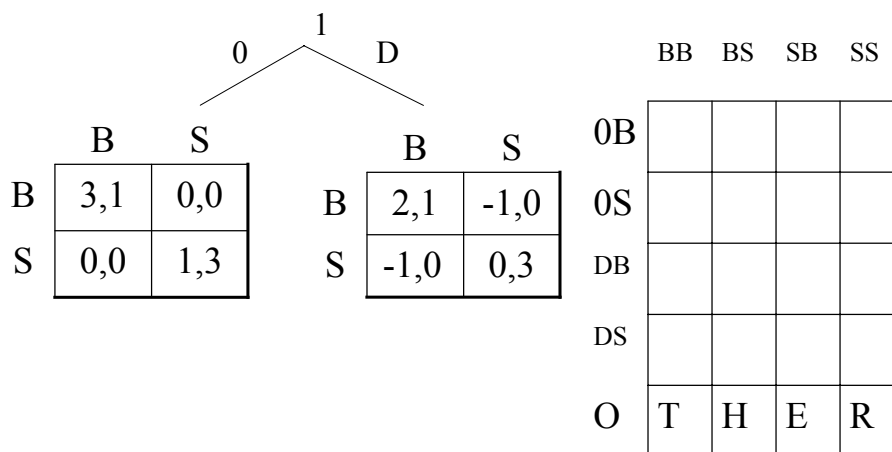 1
0 D
B S
B 3,1 0,0
S 0,0 1,3
B S
B 2,1 -1,0
S -1,0 0,3
BB BS SB SS
0B
0S
DB
DS
O T H E R